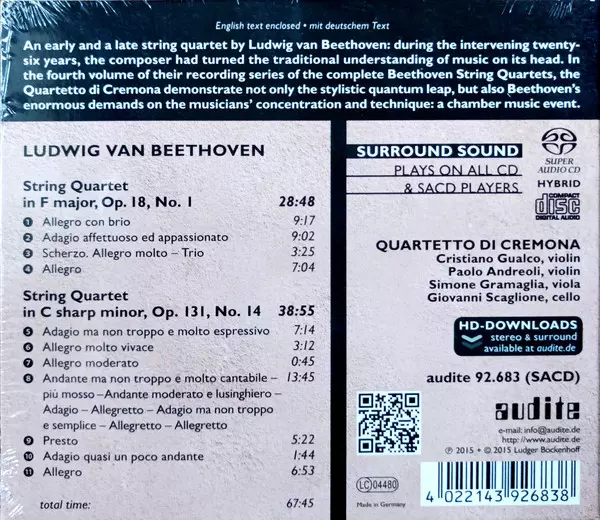 English text enclosed • mit deutschem Text
An early and a late string quartet by Ludwig van Beethoven: during the intervening twenty-
six years, the composer had turned the traditional understanding of music on its head. In
the fourth volume of their recording series of the complete Beethoven String Quartets, the
Quartetto di Cremona demonstrate not only the stylistic quantum leap, but also Beethoven's
enormous demands on the musicians' concentration and technique: a chamber music event.
LUDWIG VAN BEETHOVEN
String Quartet
in F major, Op. 18, No. 1 28:48
1 Allegro con brio 9:17
2 Adagio affettuoso ed appassionato 9:02
3 Scherzo. Allegro molto – Trio 3:25
4 Allegro 7:04
String Quartet
in C sharp minor, Op. 131, No. 14 38:55
5 Adagio ma non troppo e molto espressivo 7:14
6 Allegro molto vivace 3:12
7 Allegro moderato 0:45
8 Andante ma non troppo e molto cantabile – 13:45
più mosso – Andante moderato e lusinghiero –
Adagio – Allegretto – Adagio ma non troppo
e semplice – Allegretto – Allegretto
9 Presto 5:22
10 Adagio quasi un poco andante 1:44
11 Allegro 6:53
total time: 67:45
SURROUND SOUND
PLAYS ON ALL CD
& SACD PLAYERS
SUPER AUDIO CD
HYBRID
COMPACT
disc
DIGITAL AUDIO
QUARTETTO DI CREMONA
Cristiano Gualco, violin
Paolo Andreoli, violin
Simone Gramaglia, viola
Giovanni Scaglione, cello
HD-DOWNLOADS
stereo & surround
available at audite.de
audite 92.683 (SACD)
audite
e-mail: info@audite.de
http://www.audite.de
℗ 2015 + © 2015 Ludger Böckenhoff
LC 04480
Made in Germany
4 022143 926838